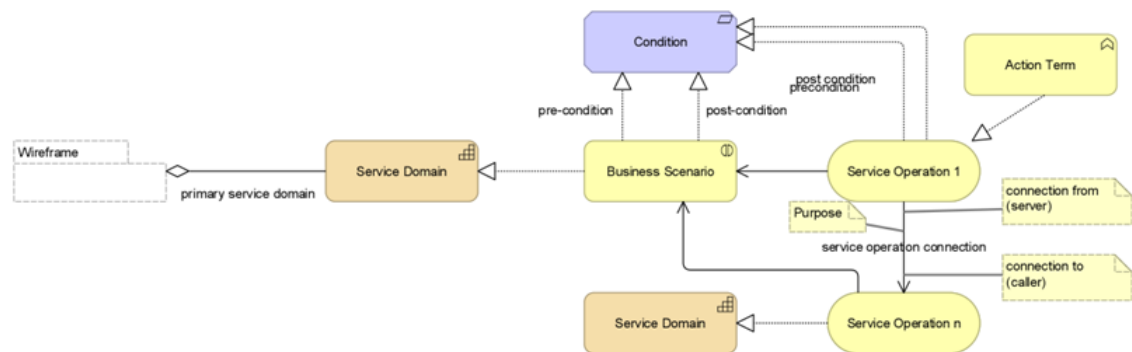 Condition
Action Term
post condition
precondition
pre-condition
post-condition
Wireframe
Service Domain
Business Scenario
Service Operation 1
primary service domain
Purpose
connection from
(server)
service operation connection
connection to
(caller)
Service Domain
Service Operation n